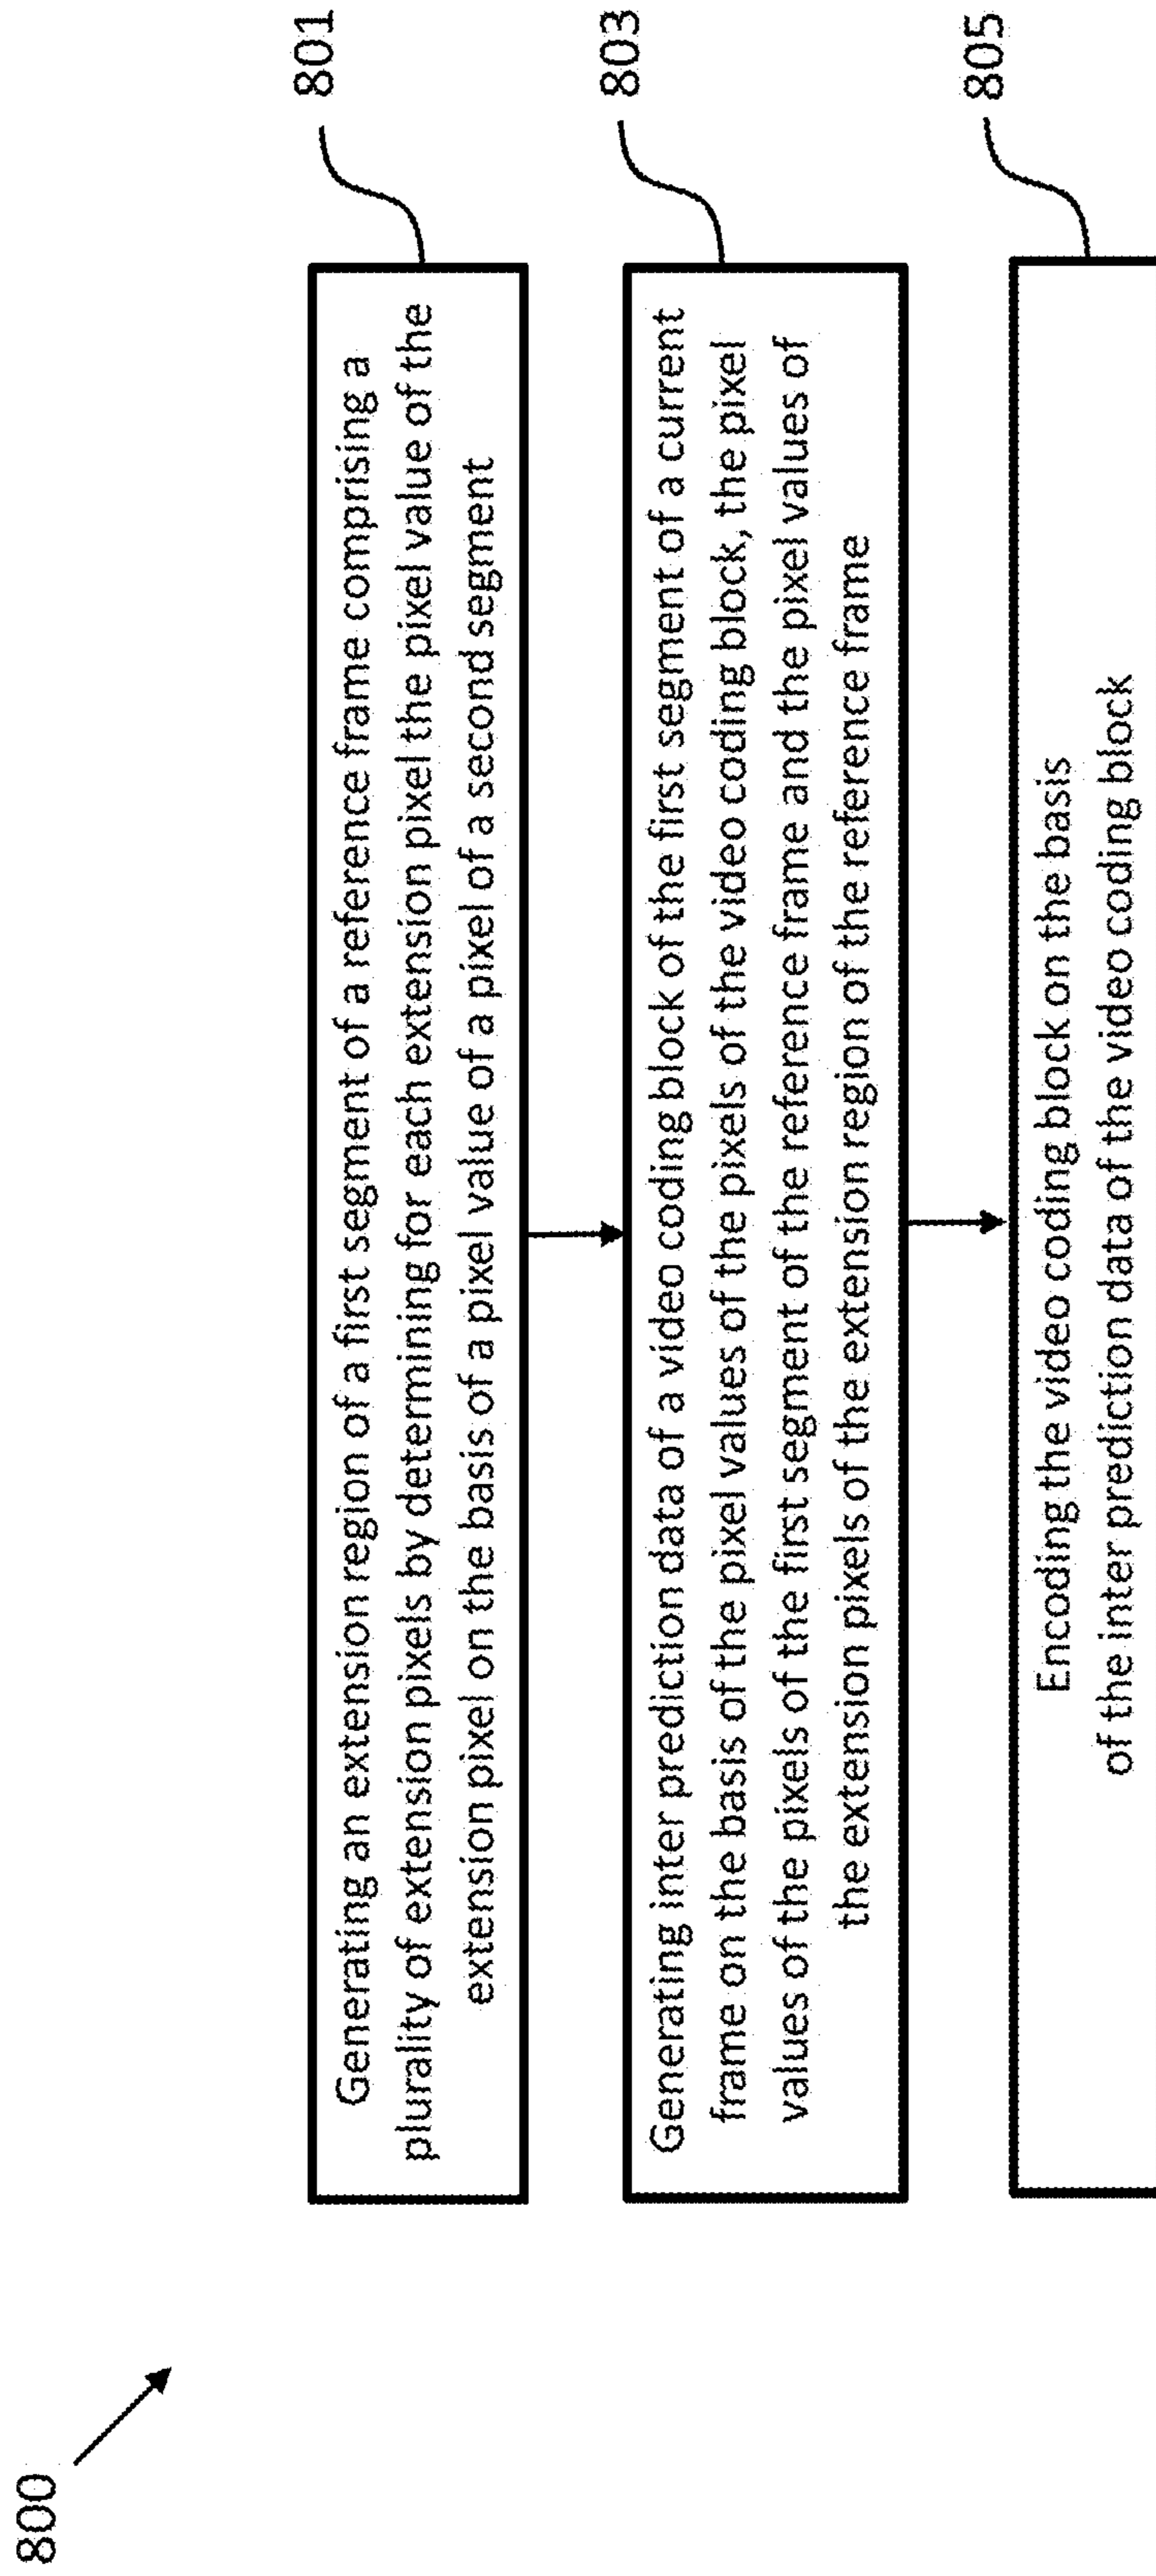 800
801
Generating an extension region of a first segment of a reference frame comprising a
plurality of extension pixels by determining for each extension pixel the pixel value of the
extension pixel on the basis of a pixel value of a pixel of a second segment
803
Generating inter prediction data of a video coding block of the first segment of a current
frame on the basis of the pixel values of the pixels of the video coding block, the pixel
values of the pixels of the first segment of the reference frame and the pixel values of
the extension pixels of the extension region of the reference frame
805
Encoding the video coding block on the basis
of the inter prediction data of the video coding block